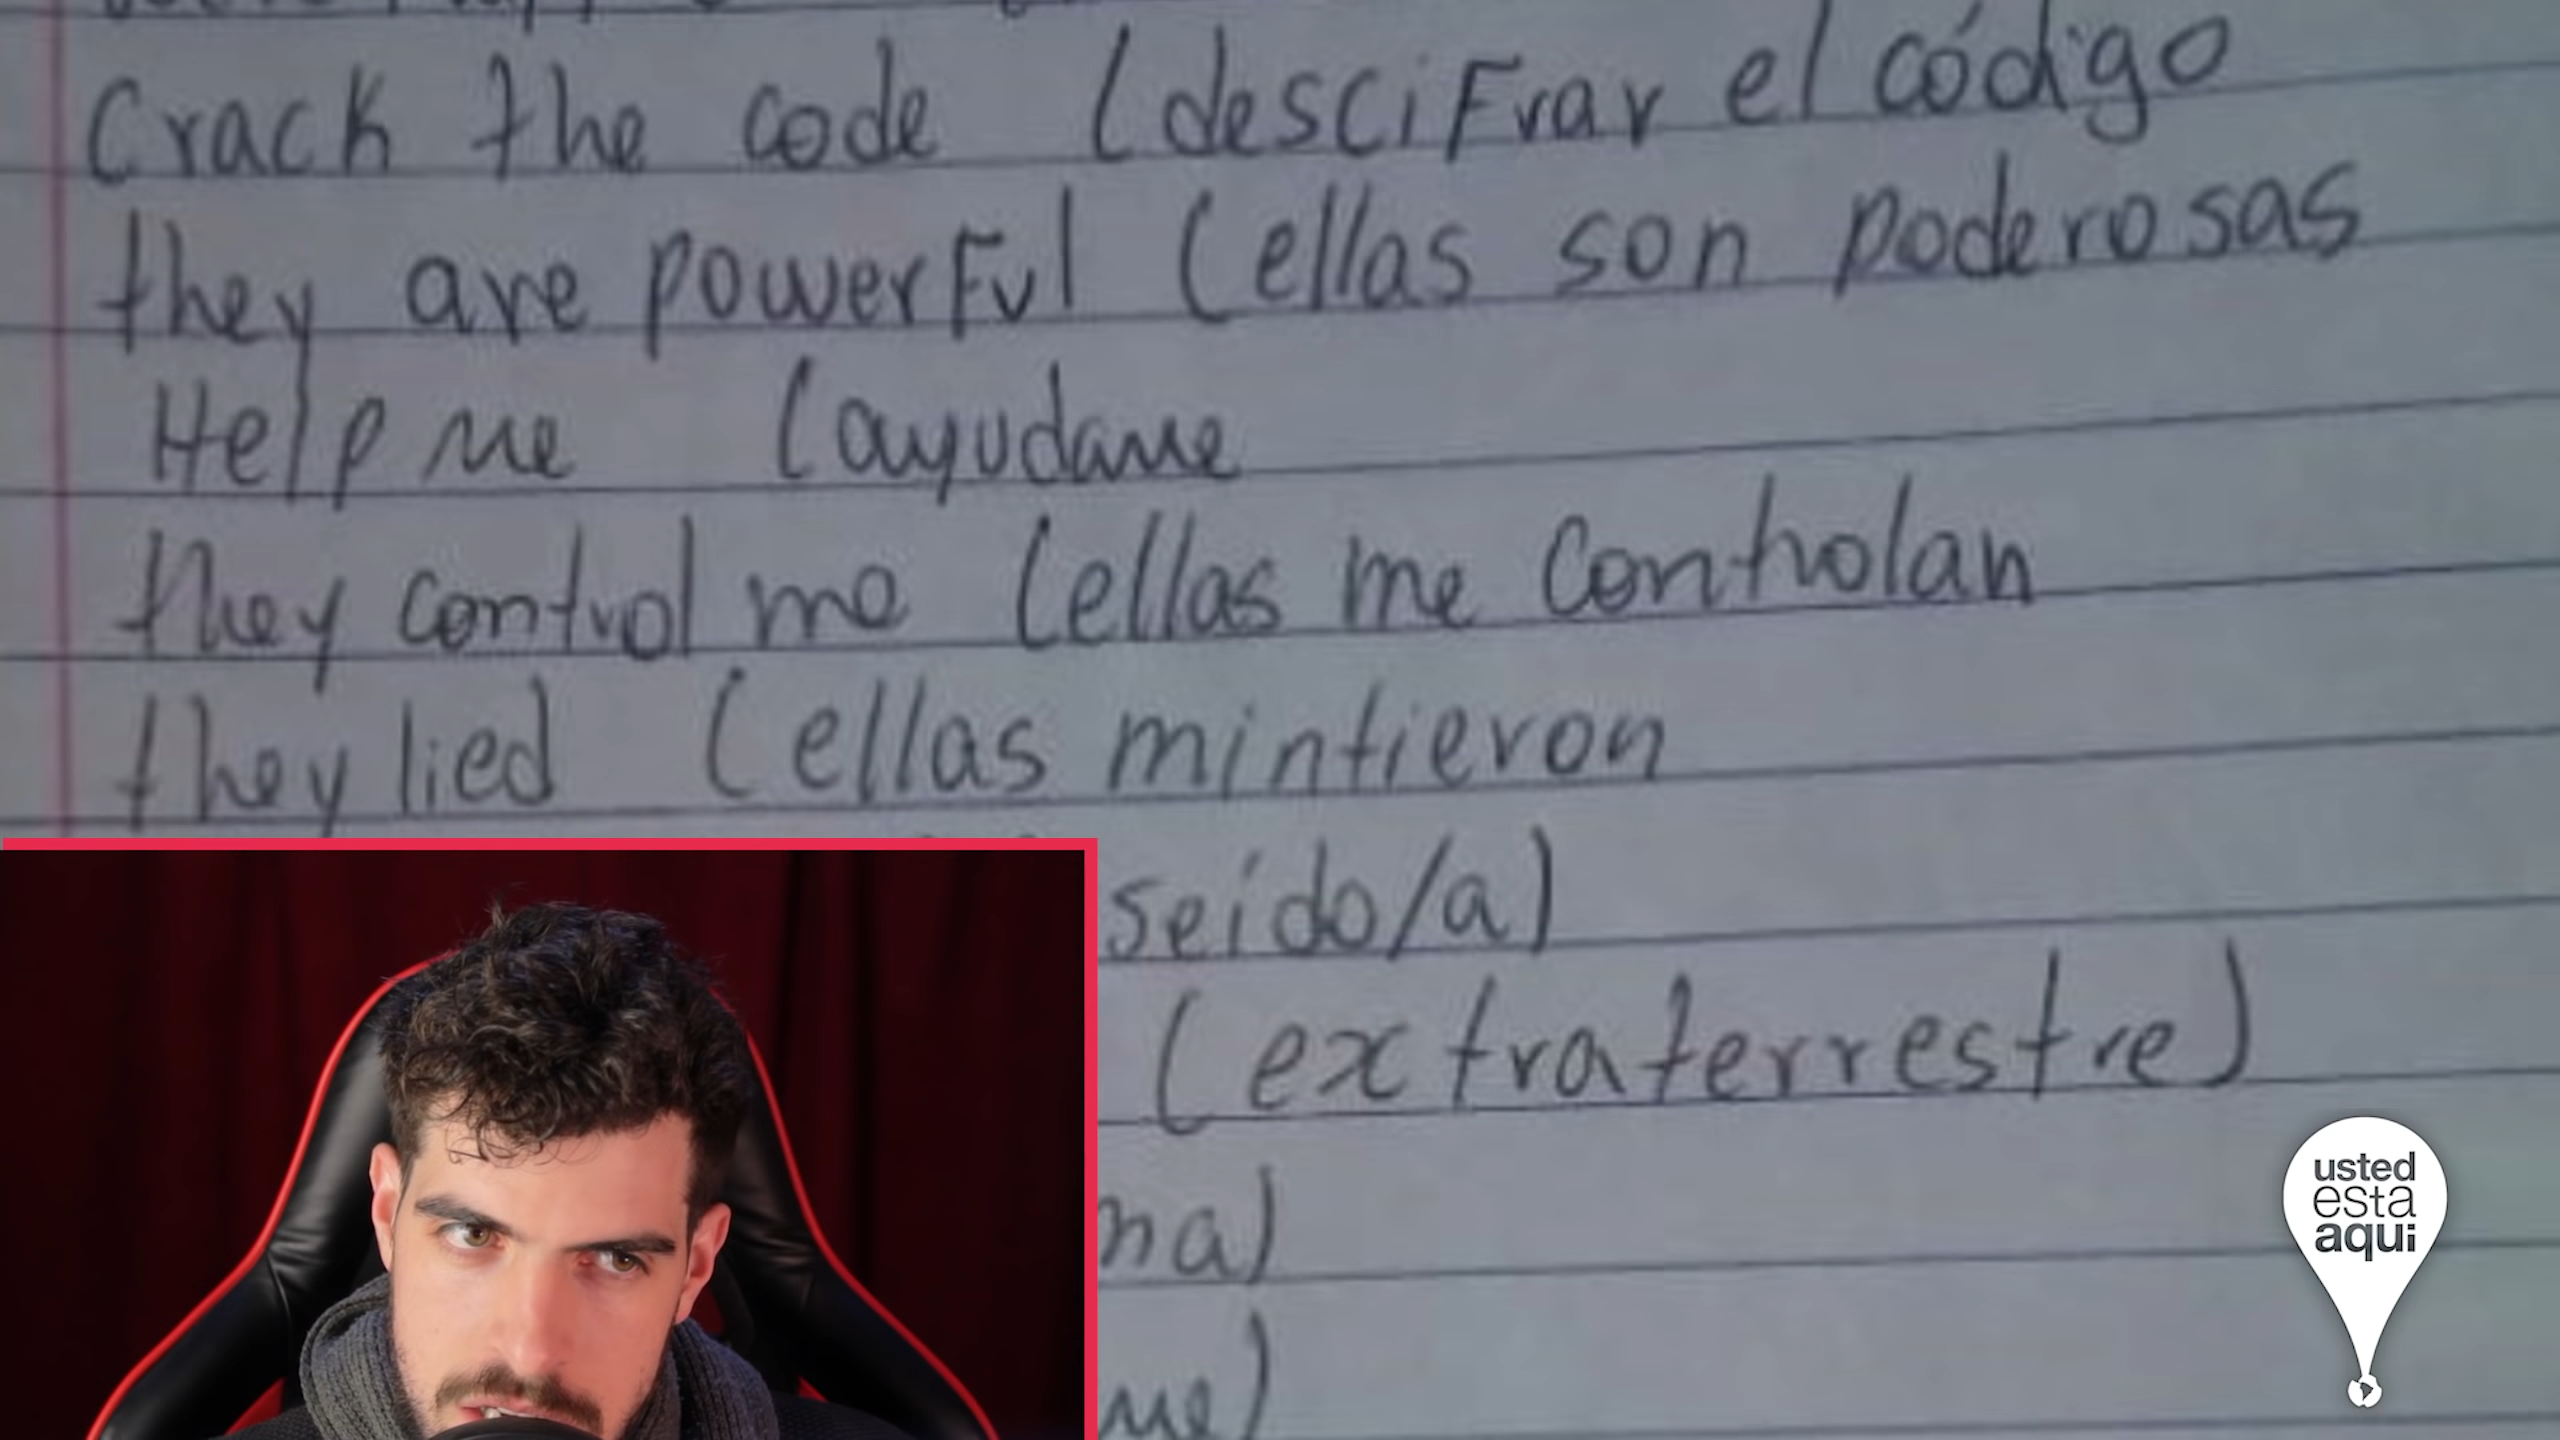 Crack the code (desciFrar el código
they are powerFul (ellas son poderosas
Help me (ayudame
they control me (ellas me controlan
they lied (ellas mintieron
seido/a)
(extraterrestre)
na)
me)
usted
esta
aqui